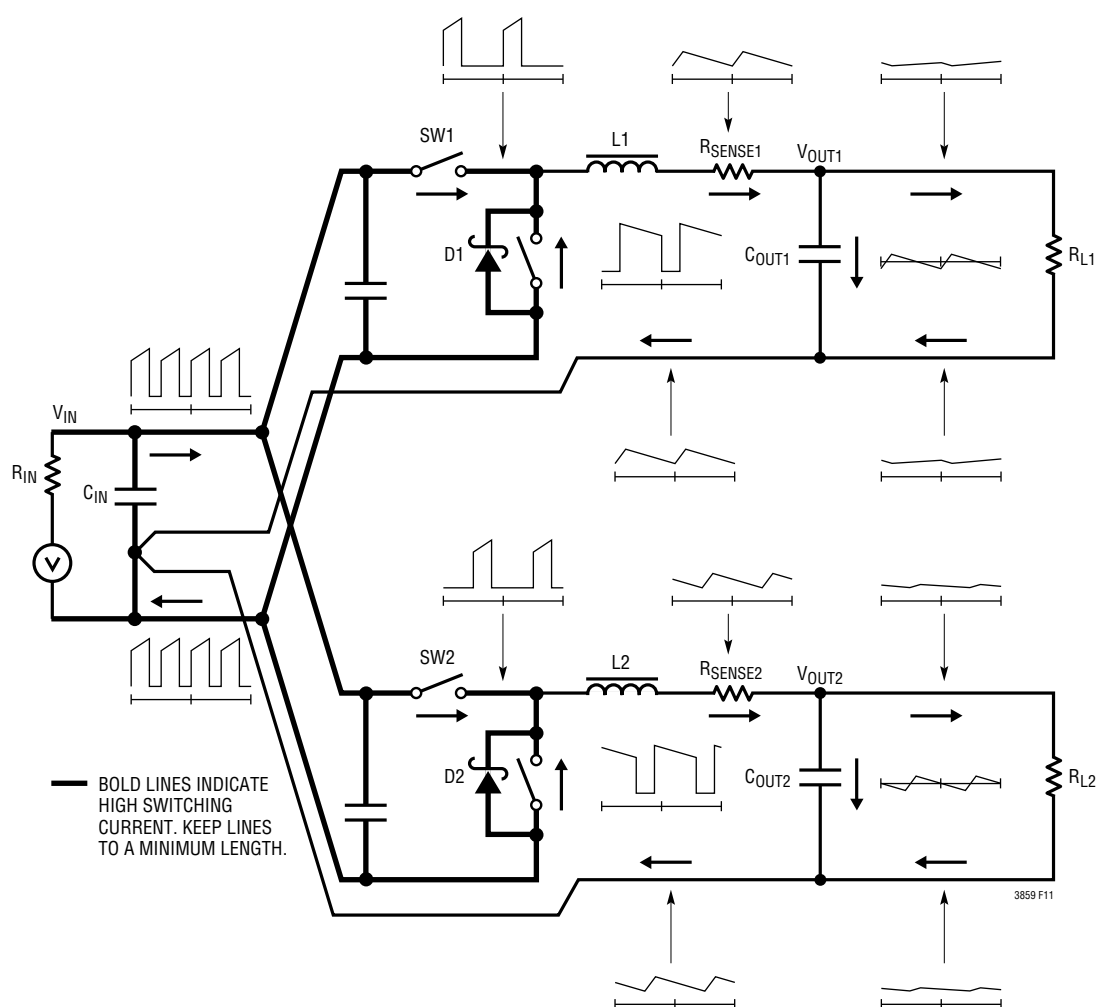 SW1
L1
RSENSE1
VOUT1
D1
COUT1
RL1
VIN
RIN
CIN
V
SW2
L2
RSENSE2
VOUT2
D2
COUT2
RL2
BOLD LINES INDICATE
HIGH SWITCHING
CURRENT. KEEP LINES
TO A MINIMUM LENGTH.
3859 F11